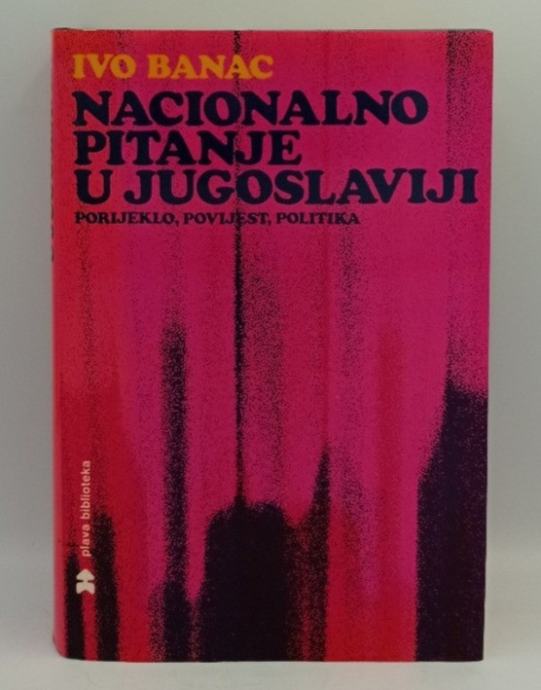 IVO BANAC
NACIONALNO
PITANJE
U JUGOSLAVIJI
PORIJEKLO, POVIJEST, POLITIKA
plava biblioteka